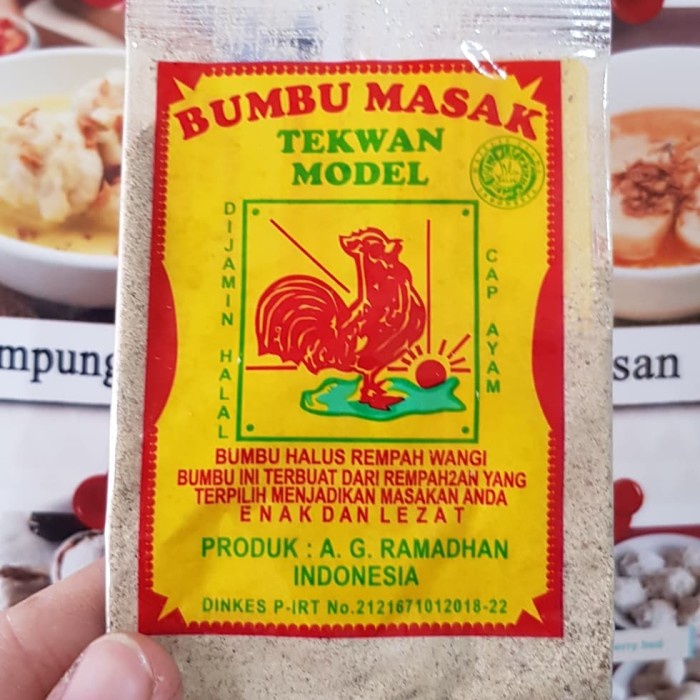 BUMBU MASAK
TEKWAN
MODEL
DIJAMIN HALAL
CAP AYAM
BUMBU HALUS REMPAH WANGI
BUMBU INI TERBUAT DARI REMPAH2AN YANG
TERPILIH MENJADIKAN MASAKAN ANDA
ENAK DAN LEZAT
PRODUK : A. G. RAMADHAN
INDONESIA
DINKES P-IRT No.2121671012018-22
mpung
san